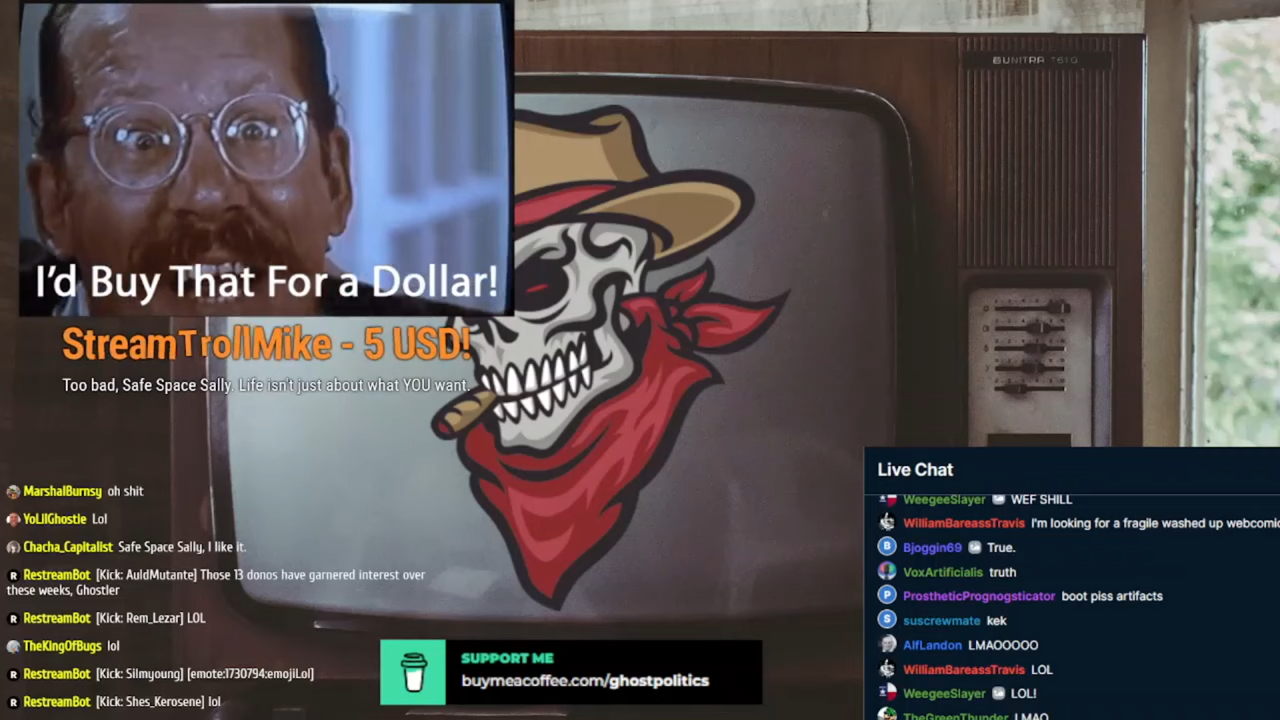 BUNITRA T610
I'd Buy That For a Dollar!
StreamTrollMike - 5 USD!
Too bad, Safe Space Sally. Life isn't just about what YOU want.
MarshalBurnsy oh shit
YoLilGhostie Lol
Chacha_Capitalist Safe Space Sally, I like it.
RestreamBot [Kick: AuldMutante] Those 13 donos have garnered interest over
these weeks, Ghostler
RestreamBot [Kick: Rem_Lezar] LOL
TheKingOfBugs lol
RestreamBot [Kick: Silmyoung] [emote:1730794:emojiLol]
RestreamBot [Kick: Shes_Kerosene] lol
SUPPORT ME
buymeacoffee.com/ghostpolitics
Live Chat
WeegeeSlayer WEF SHILL
WilliamBareassTravis I'm looking for a fragile washed up webcomic
Bjoggin69 True.
VoxArtificialis truth
P ProstheticPrognogsticator boot piss artifacts
S suscrewmate kek
AlfLandon LMAOOOOO
WilliamBareassTravis LOL
WeegeeSlayer LOL!
TheGreenThunder LMAO